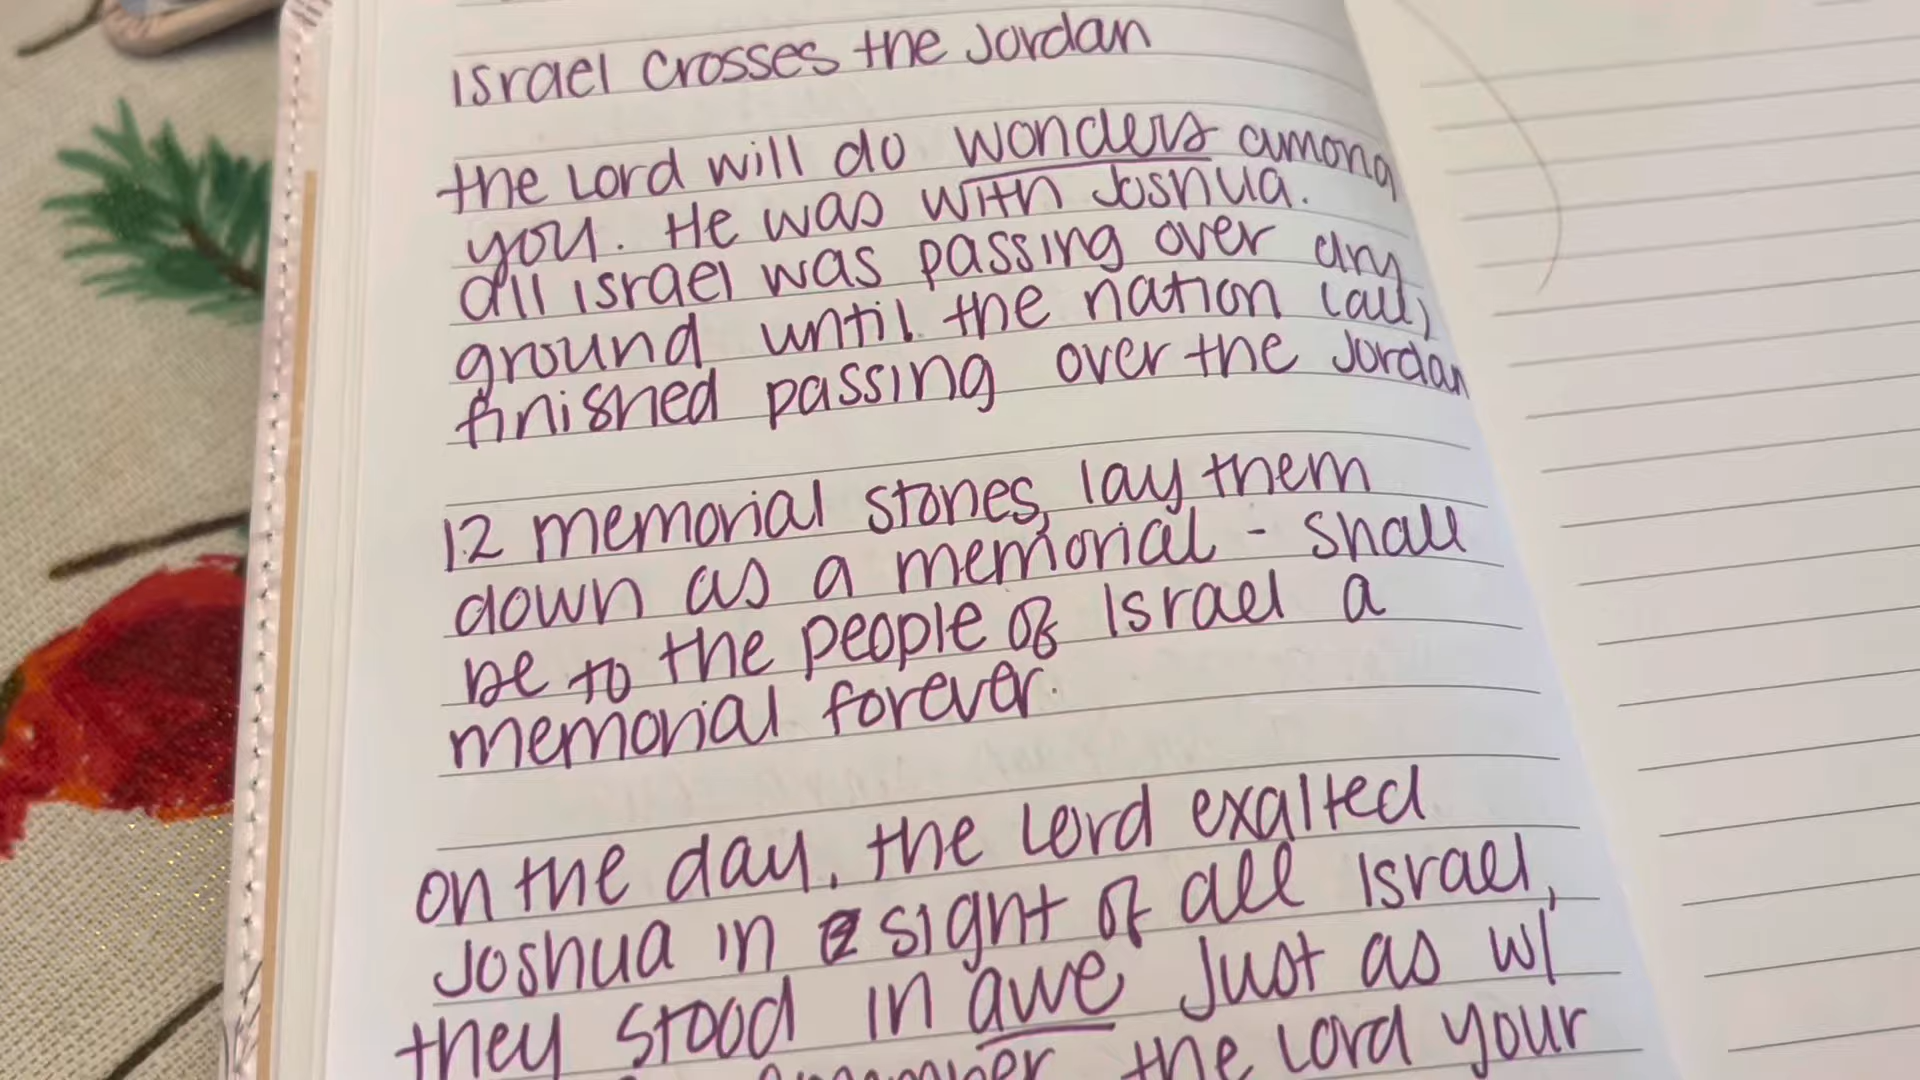 israel crosses the Jordan
the Lord will do wonders among
you. He was with Joshua.
all israel was passing over dry
ground until the nation (all)
finished passing over the Jordan
12 memorial stones, lay them
down as a memorial - shall
be to the people of Israel a
memorial forever.
on the day, the Lord exalted
Joshua in sight of all Israel,
they stood in awe just as w/
the Lord your